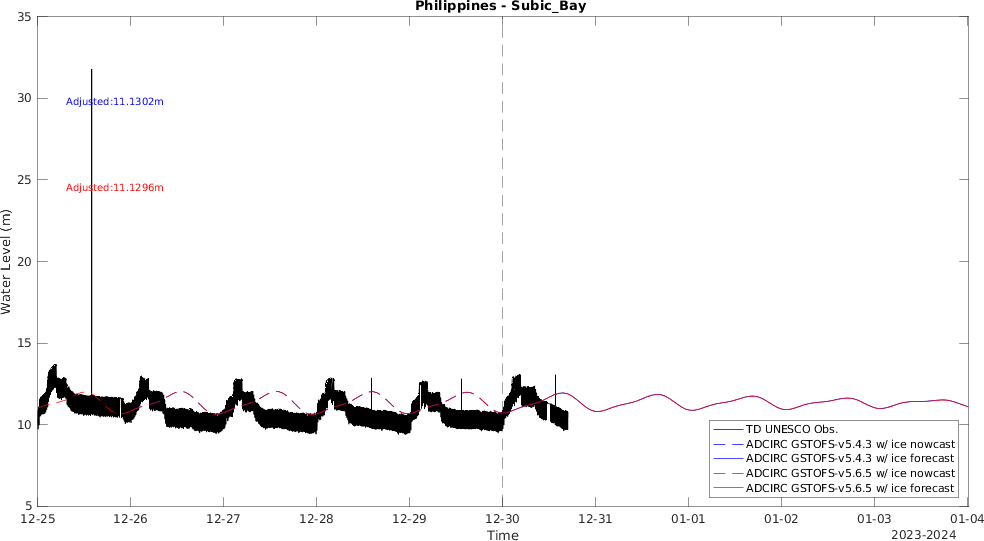 Philippines - Subic_Bay
35
30
25
20
15
10
5
Water Level (m)
Adjusted:11.1302m
Adjusted:11.1296m
TD UNESCO Obs.
ADCIRC GSTOFS-v5.4.3 w/ ice nowcast
ADCIRC GSTOFS-v5.4.3 w/ ice forecast
ADCIRC GSTOFS-v5.6.5 w/ ice nowcast
ADCIRC GSTOFS-v5.6.5 w/ ice forecast
12-25 12-26 12-27 12-28 12-29 12-30 12-31 01-01 01-02 01-03 01-04
Time
2023-2024